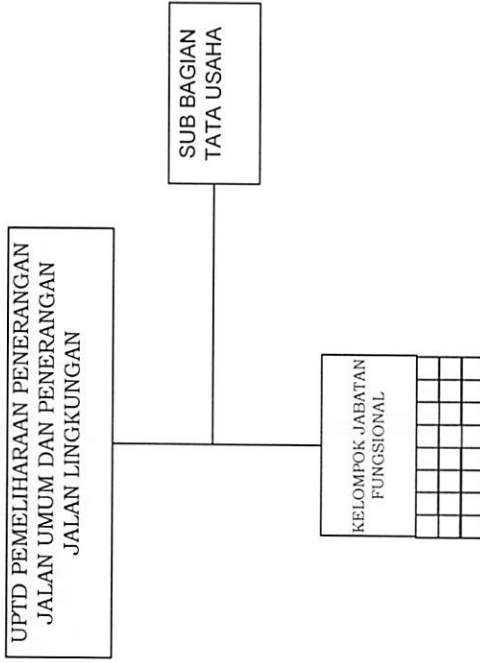 UPTD PEMELIHARAAN PENERANGAN
JALAN UMUM DAN PENERANGAN
JALAN LINGKUNGAN
SUB BAGIAN
TATA USAHA
KELOMPOK JABATAN
FUNGSIONAL